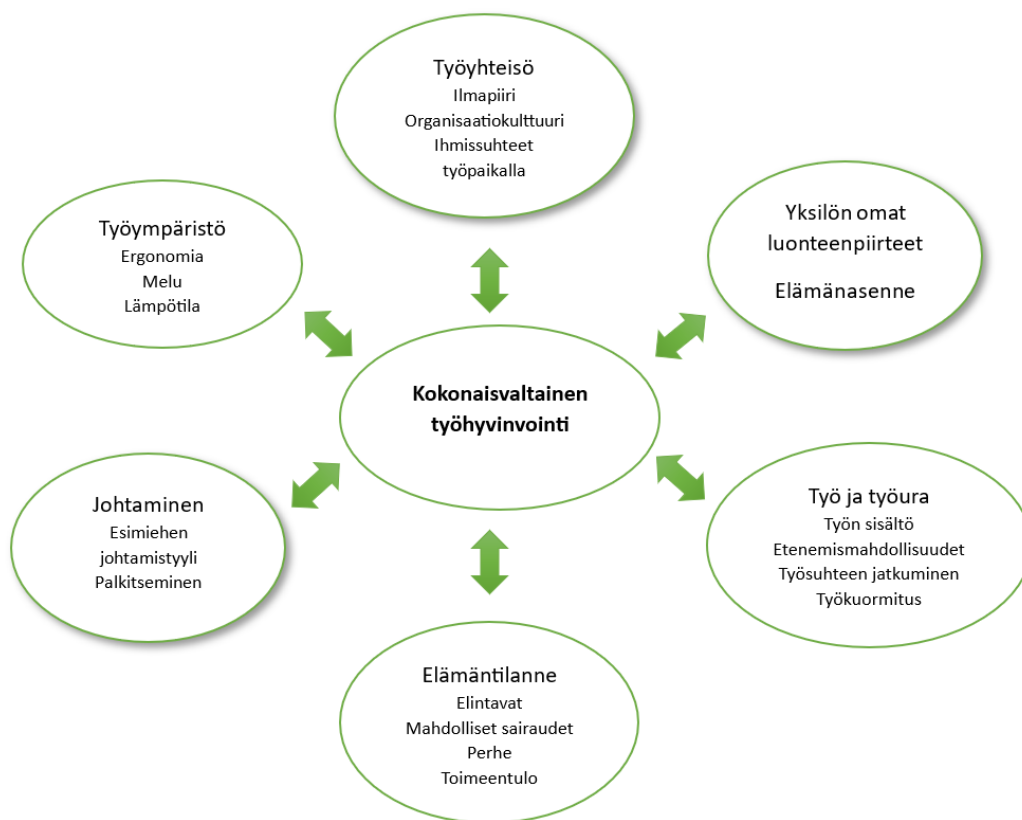 Työyhteisö
Ilmapiiri
Organisaatiokulttuuri
Ihmissuhteet
työpaikalla
Työympäristö
Ergonomia
Melu
Lämpötila
Yksilön omat
luonteenpiirteet
Elämänasenne
Kokonaisvaltainen
työhyvinvointi
Johtaminen
Esimiehen
johtamistyyli
Palkitseminen
Työ ja työura
Työn sisältö
Etenemismahdollisuudet
Työsuhteen jatkuminen
Työkuormitus
Elämäntilanne
Elintavat
Mahdolliset sairaudet
Perhe
Toimeentulo